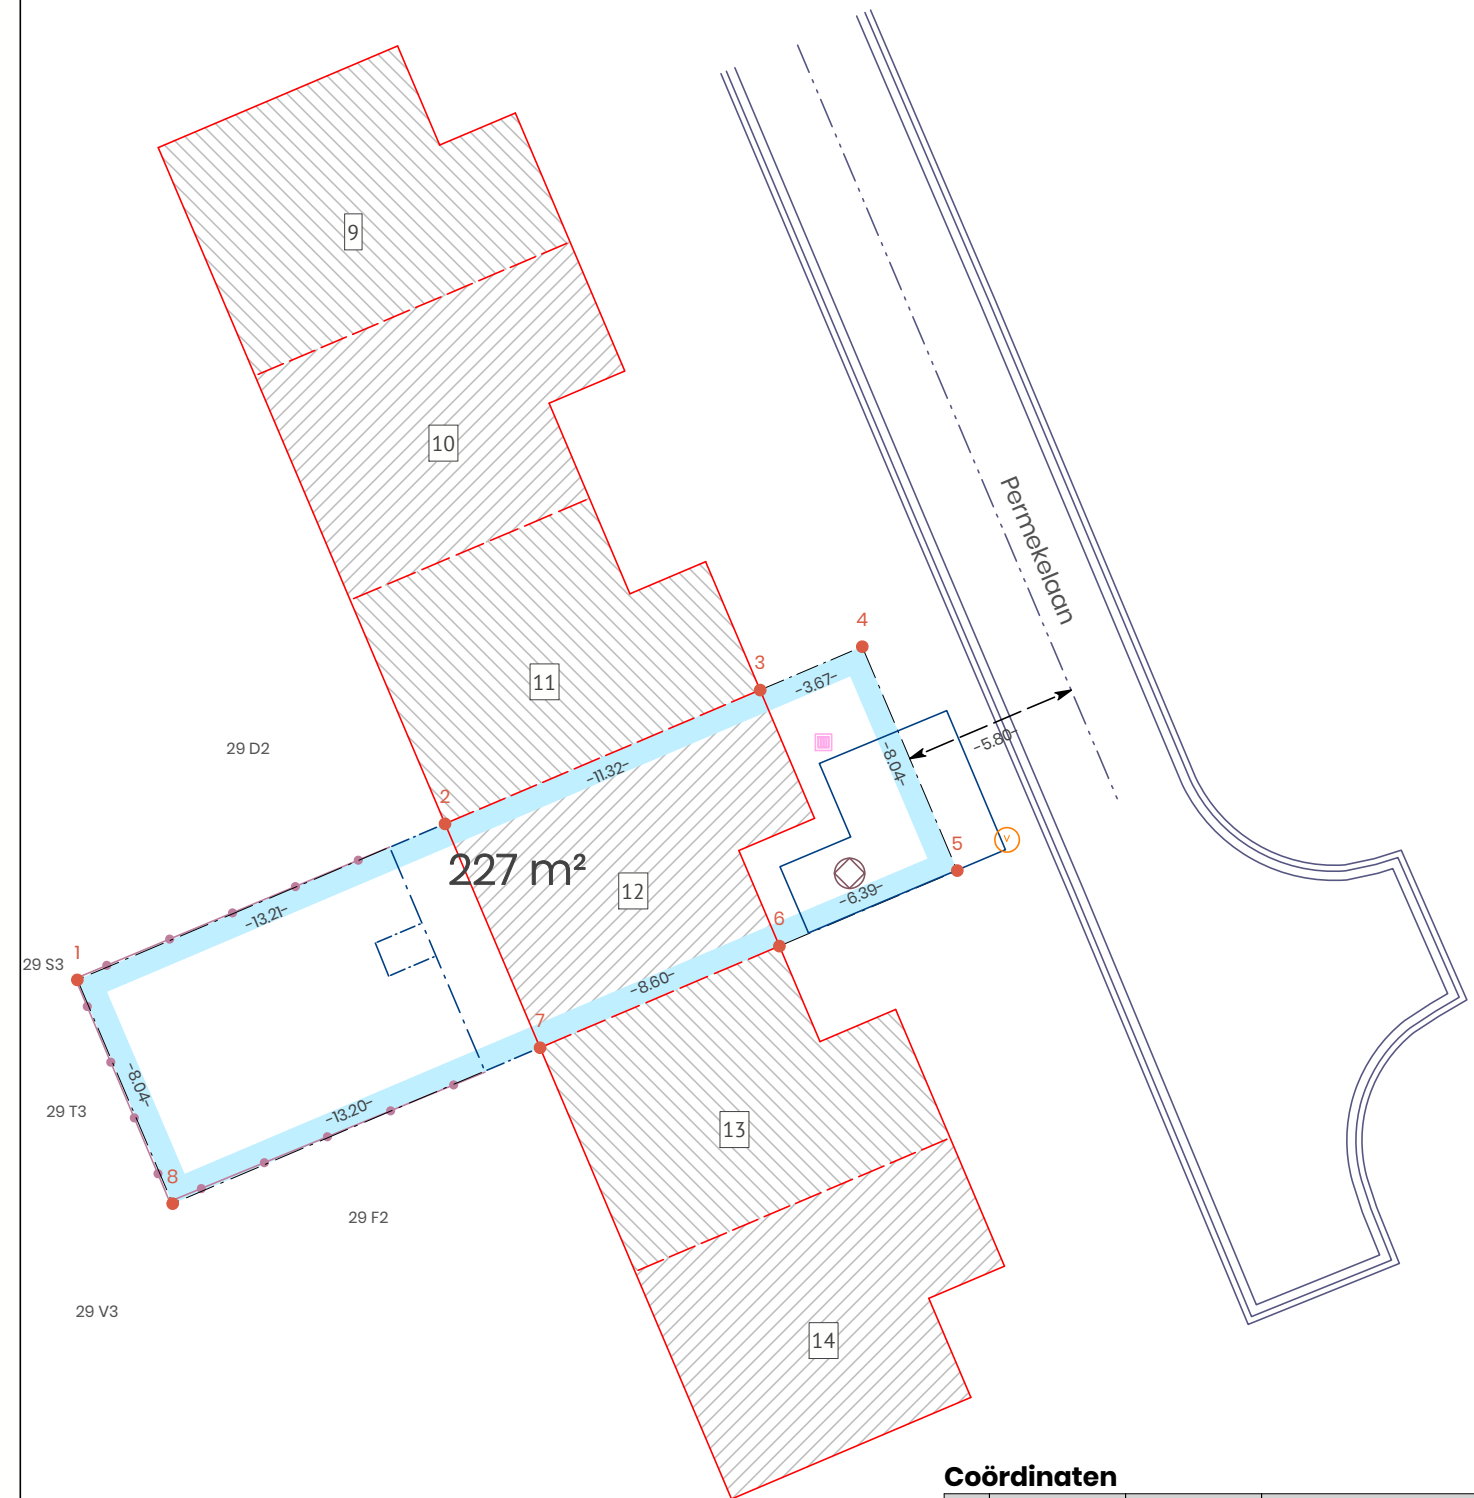 9
10
Permekelaan
4
3
-3.67-
11
29 D2
-5.80-
-8.04-
-11.32-
2
V
5
227 m²
12
-6.39-
-13.21-
6
1
29 S3
-8.60-
7
-8.04-
29 T3
-13.20-
13
8
29 F2
29 V3
14
Coördinaten